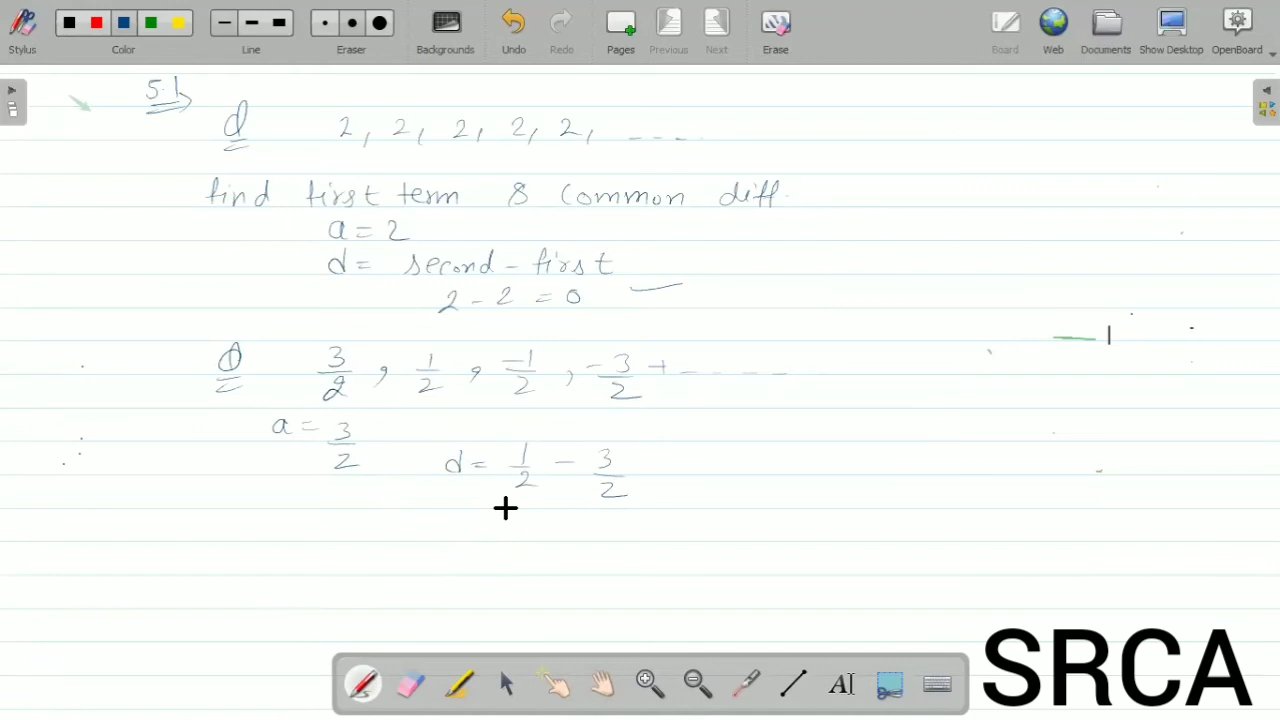 Stylus Color Line Eraser Backgrounds Undo Redo Pages Previous Next Erase Board Web Documents Show Desktop OpenBoard
5.1
d 2, 2, 2, 2, 2, ----
find first term & common diff.
a = 2
d = second - first
2 - 2 = 0
3/2, 1/2, -1/2, -3/2 + -----
a = 3/2
d = 1/2 - 3/2
SRCA